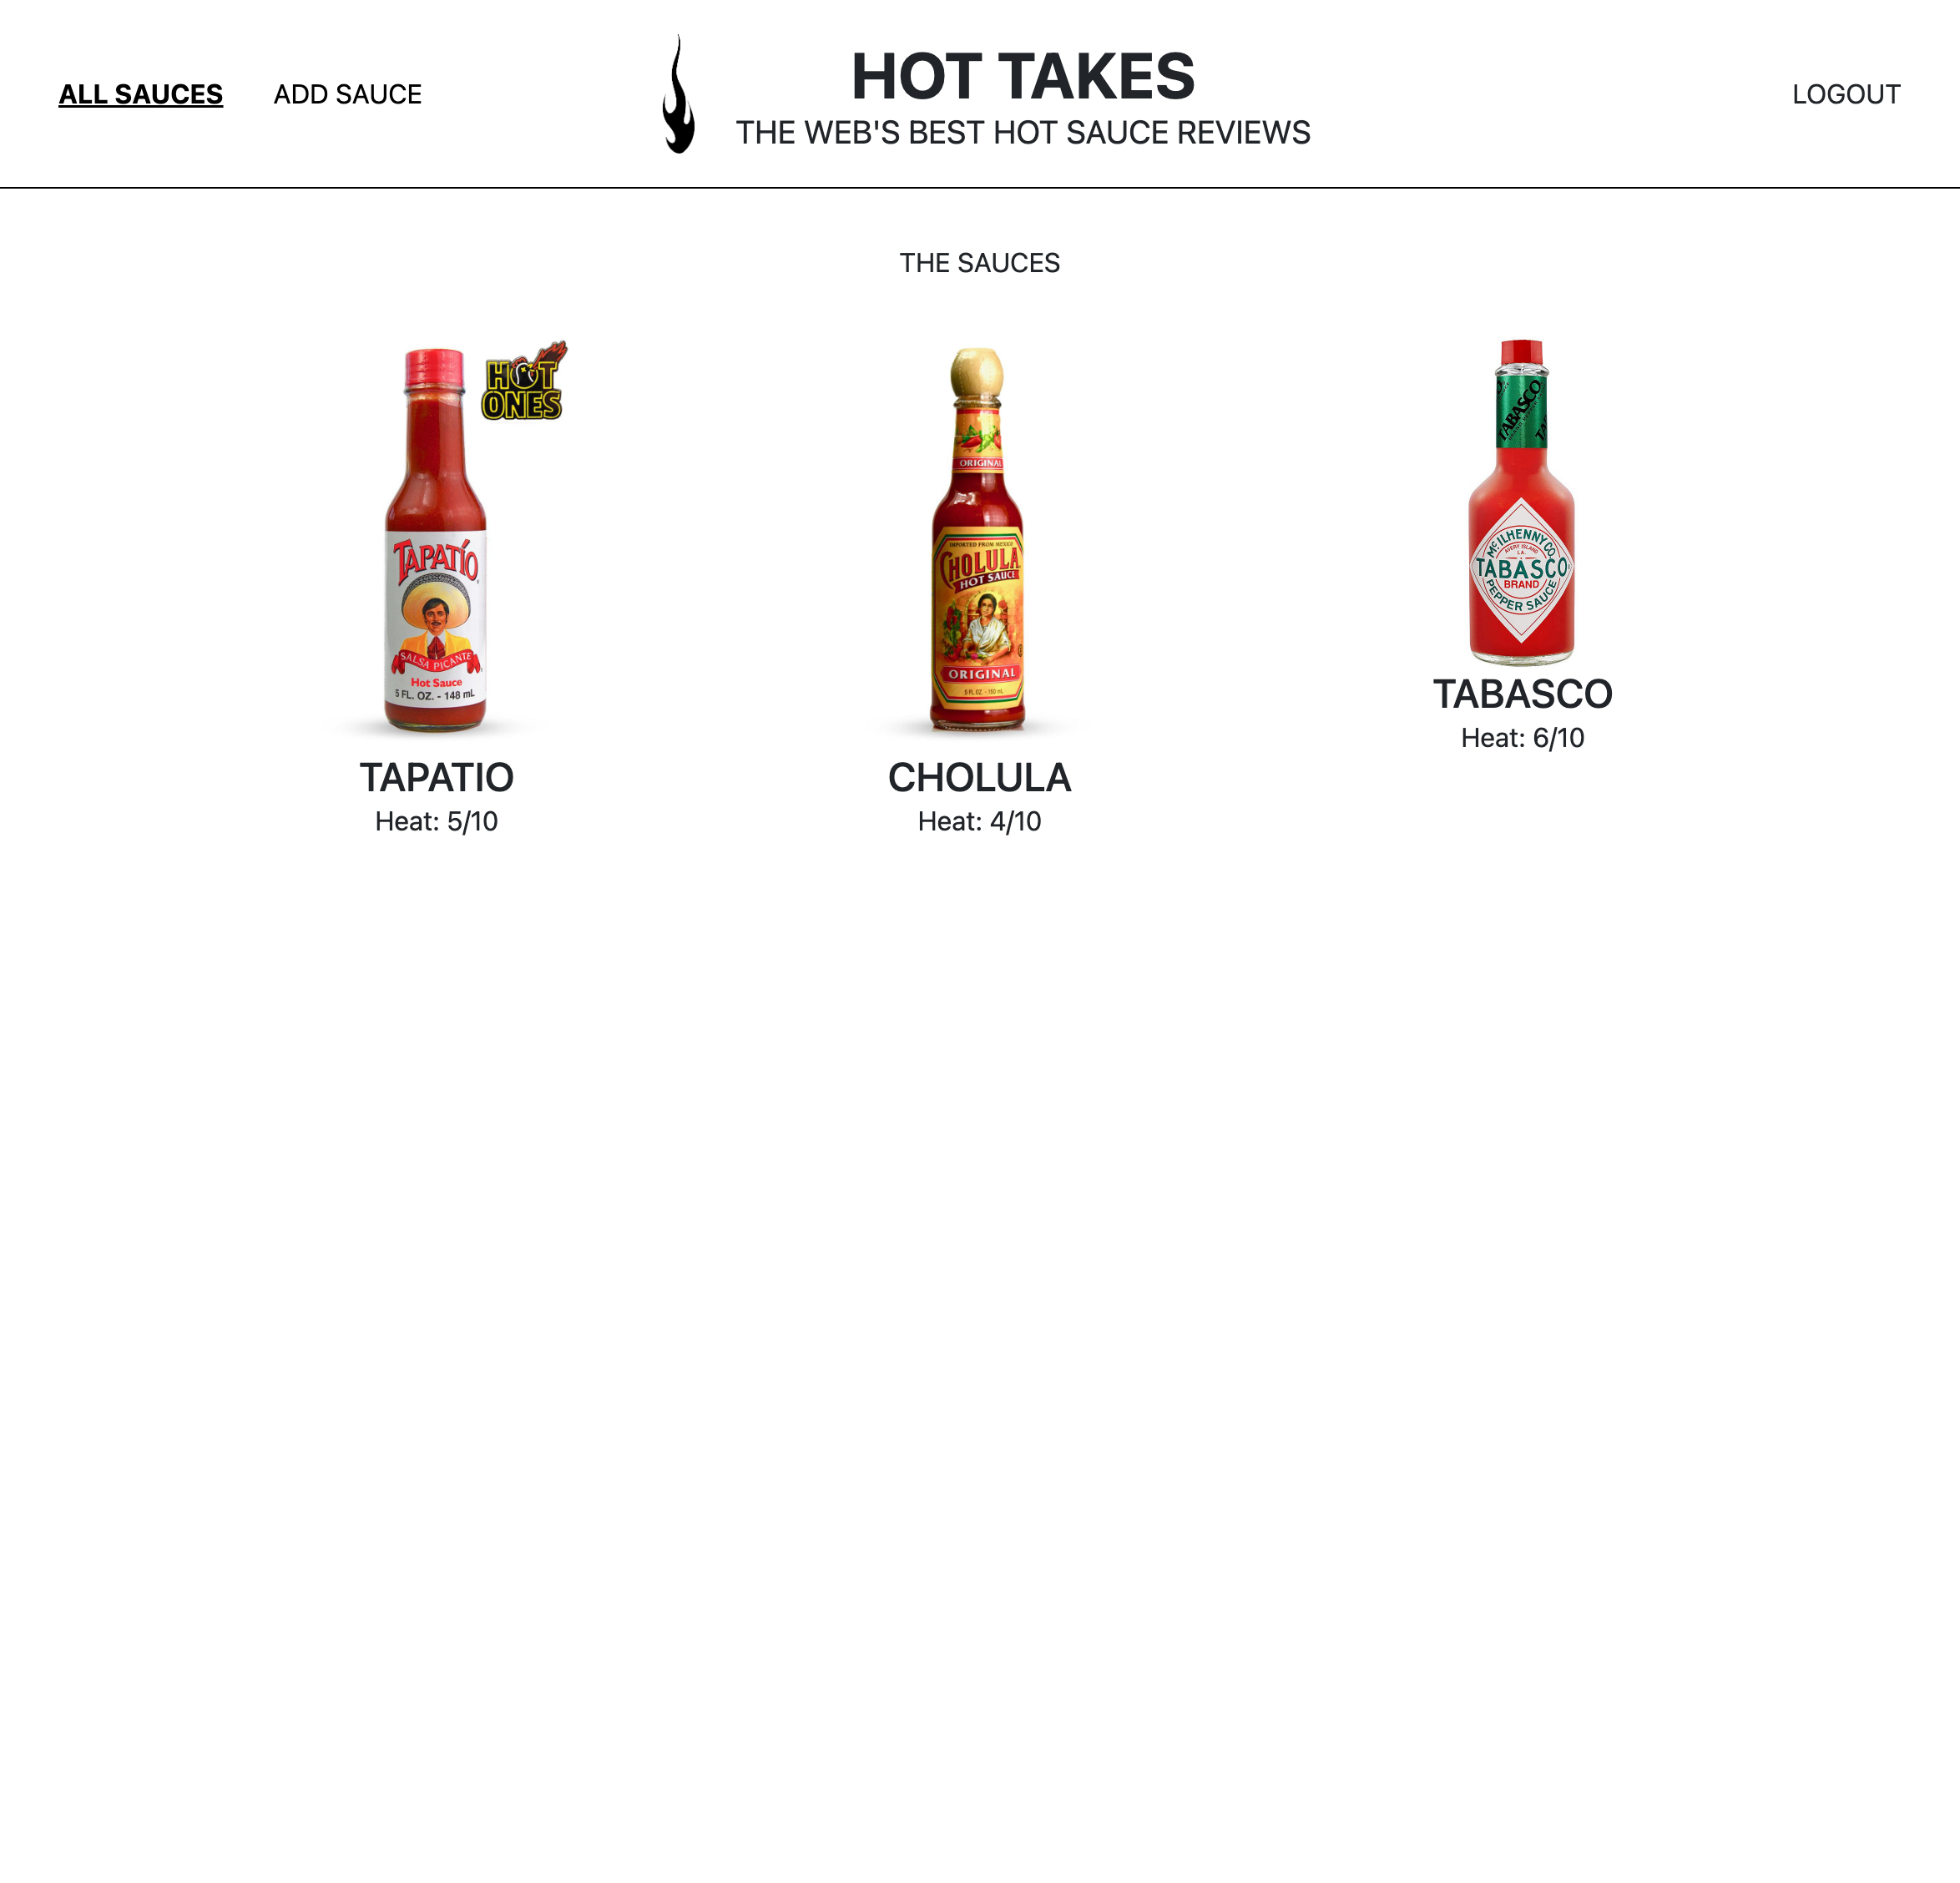 ALL SAUCES
ADD SAUCE
HOT TAKES
THE WEB'S BEST HOT SAUCE REVIEWS
LOGOUT
THE SAUCES
HOT
ONES
TAPATÍO
SALSA PICANTE
Hot Sauce
5 FL. OZ. - 148 mL
TAPATIO
Heat: 5/10
ORIGINAL
IMPORTED FROM MEXICO
CHOLULA
HOT SAUCE
ORIGINAL
5 FL. OZ. - 150 mL
CHOLULA
Heat: 4/10
TABASCO
McILHENNY CO.
AVERY ISLAND
LA.
TABASCO
BRAND
PEPPER SAUCE
TABASCO
Heat: 6/10